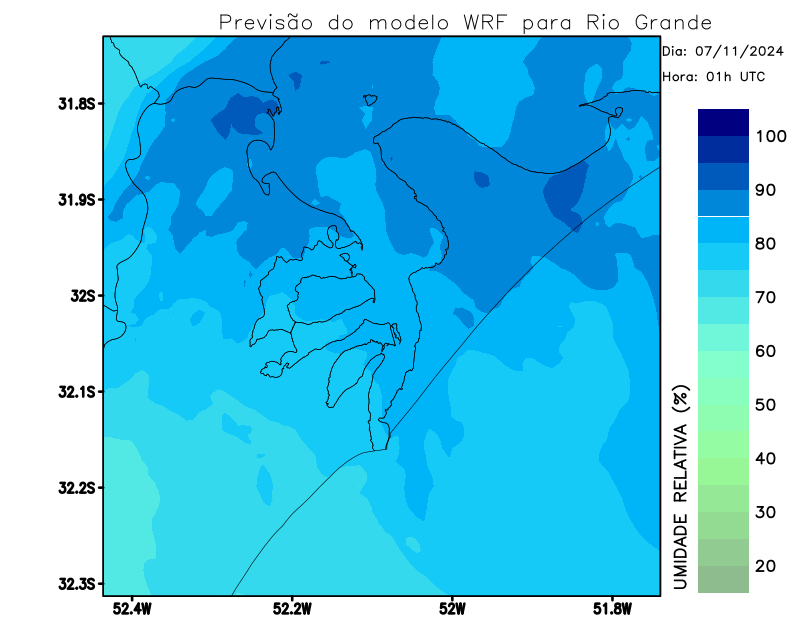 Previsão do modelo WRF para Rio Grande
Dia: 07/11/2024
Hora: 01h UTC
31.8S
31.9S
32S
32.1S
32.2S
32.3S
52.4W
52.2W
52W
51.8W
100
90
80
70
60
50
40
30
20
UMIDADE RELATIVA (%)